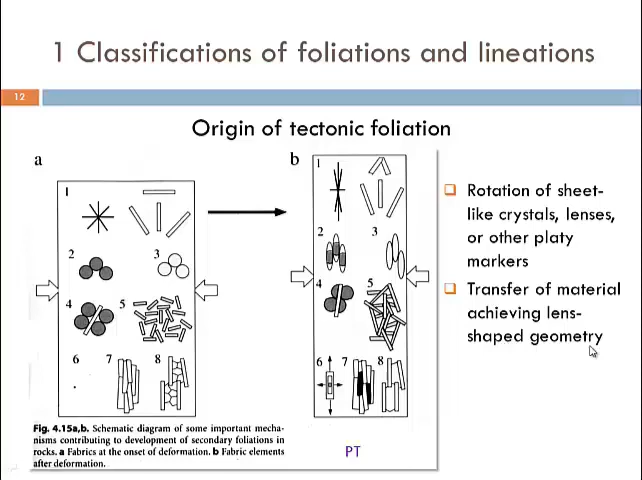 1 Classifications of foliations and lineations
12
Origin of tectonic foliation
a
b
1
2
3
4
5
6
7
8
1
2
3
4
5
6
7
8
Rotation of sheet-
like crystals, lenses,
or other platy
markers
Transfer of material
achieving lens-
shaped geometry
Fig. 4.15a,b. Schematic diagram of some important mecha-
nisms contributing to development of secondary foliations in
rocks. a Fabrics at the onset of deformation. b Fabric elements
after deformation.
PT